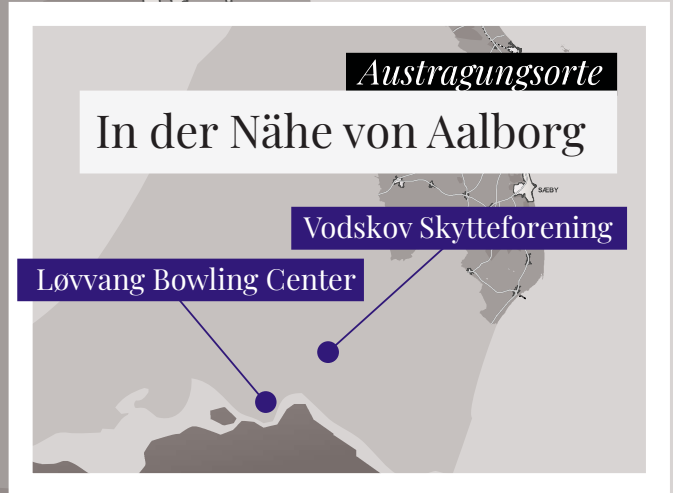 Austragungsorte
In der Nähe von Aalborg
SÆBY
Vodskov Skytteforening
Løvvang Bowling Center